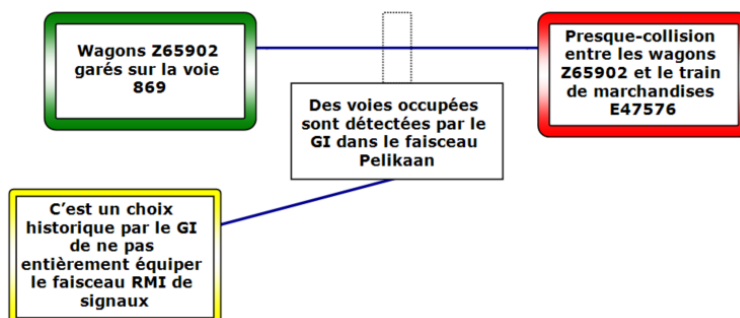 Wagons Z65902
garés sur la voie
869
Presque-collision
entre les wagons
Z65902 et le train
de marchandises
E47576
Des voies occupées
sont détectées par le
GI dans le faisceau
Pelikaan
C’est un choix
historique par le GI
de ne pas
entièrement équiper
le faisceau RMI de
signaux